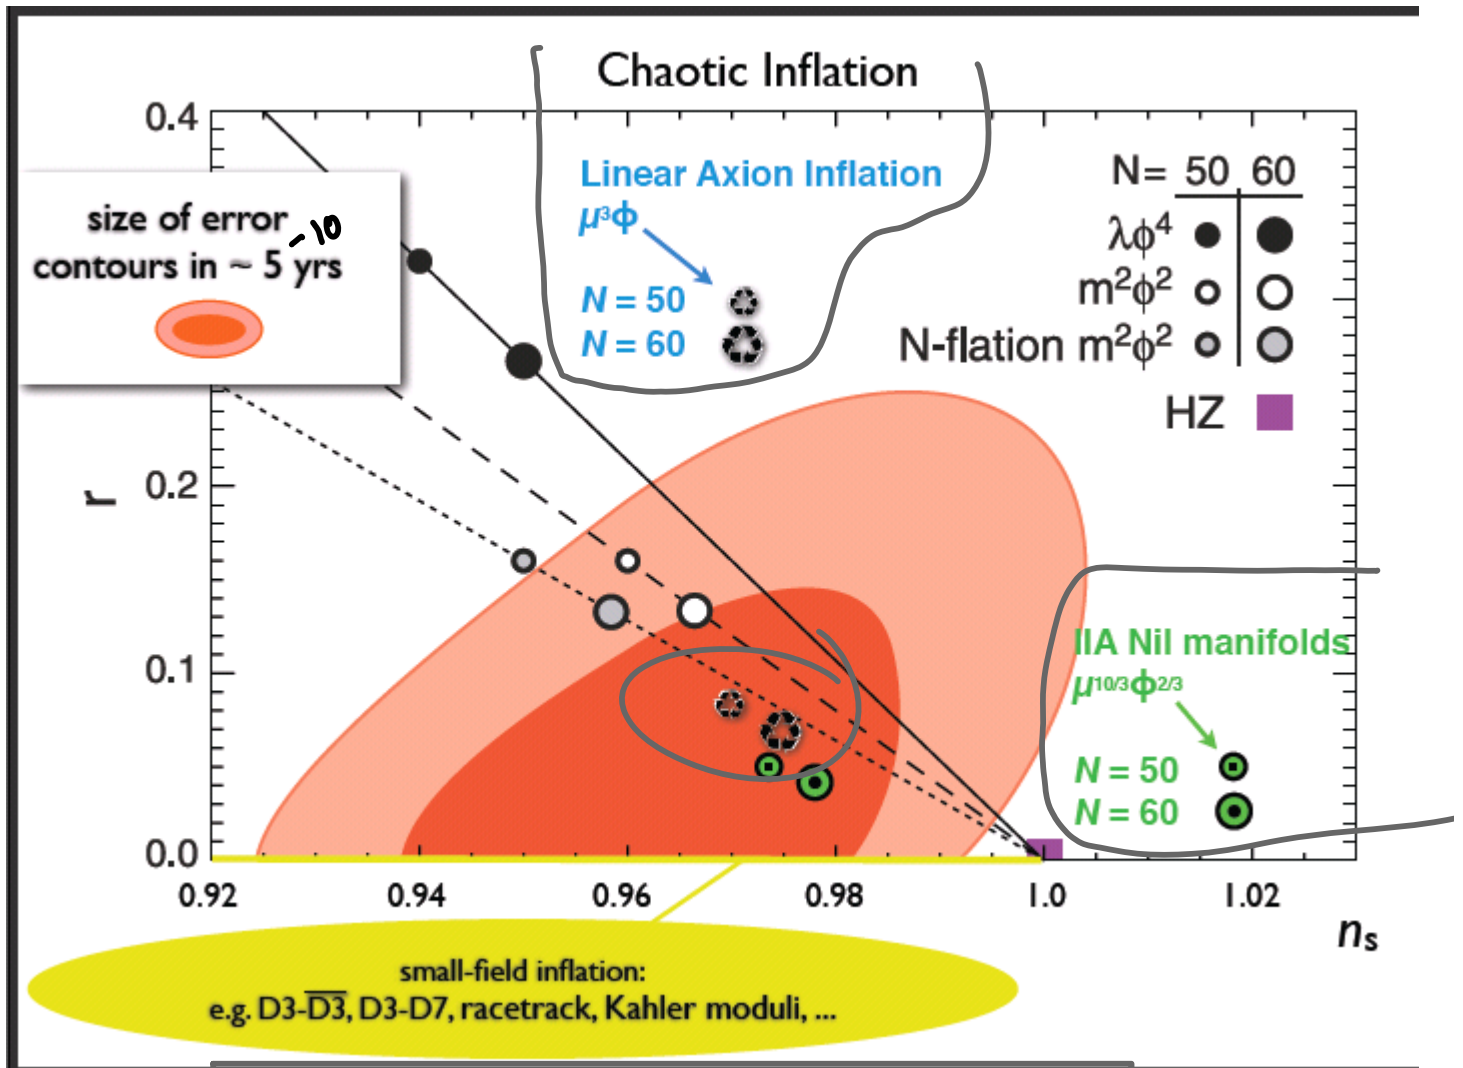 Chaotic Inflation
0.4
Linear Axion Inflation
μ³ϕ
N = 50
N = 60
N= 50 60
λϕ⁴
m²ϕ²
N-flation m²ϕ²
HZ
size of error
contours in ~ 5 yrs
-10
r
0.2
0.1
0.0
IIA Nil manifolds
μ¹⁰/³ϕ²/³
N = 50
N = 60
0.92 0.94 0.96 0.98 1.0 1.02
nₛ
small-field inflation:
e.g. D3-D̅3̅, D3-D7, racetrack, Kahler moduli, ...